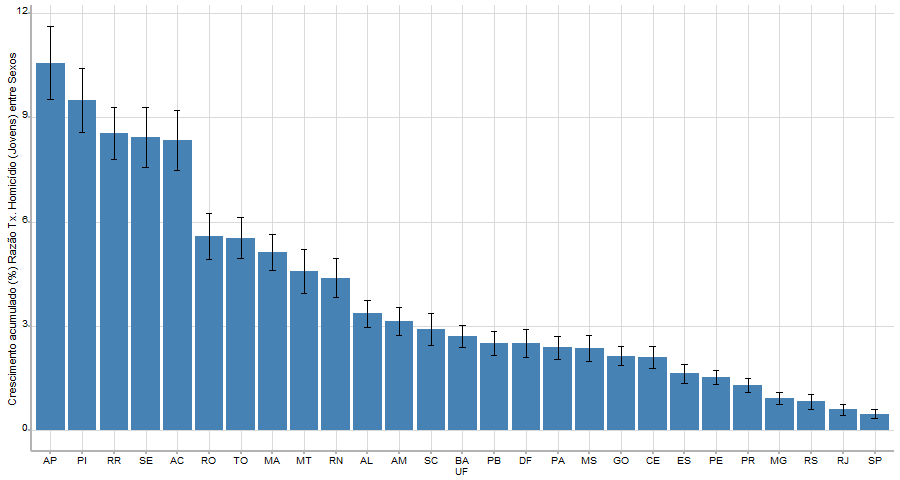 Crescimento acumulado (%) Razão Tx. Homicídio (Jovens) entre Sexos
12
9
6
3
0
AP PI RR SE AC RO TO MA MT RN AL AM SC BA PB DF PA MS GO CE ES PE PR MG RS RJ SP
UF